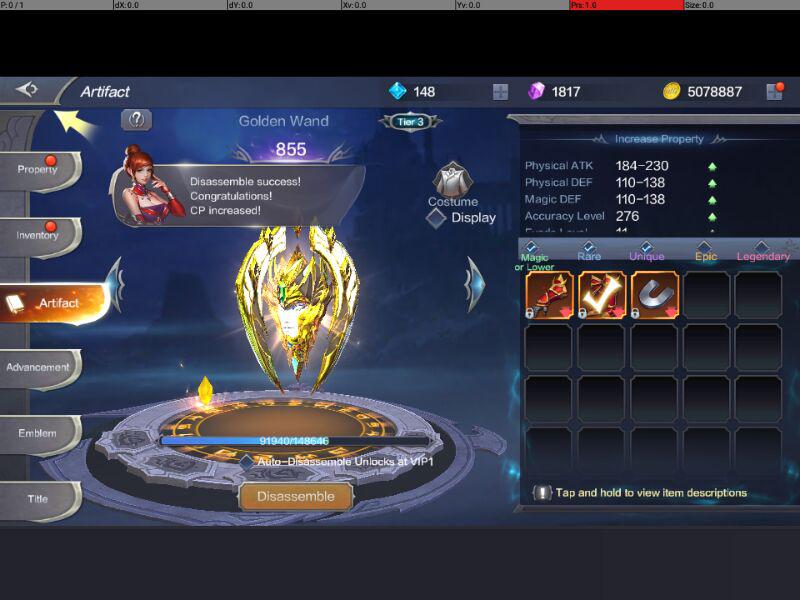 P: 0 / 1 dX: 0.0 dY: 0.0 Xv: 0.0 Yv: 0.0 Prs: 1.0 Size: 0.0
Artifact 148 1817 5078887
Golden Wand
Tier 3
855
Disassemble success!
Congratulations!
CP increased!
Costume
Display
Property
Inventory
Artifact
Advancement
Emblem
Title
91940/148646
Auto-Disassemble Unlocks at VIP1
Disassemble
Increase Property
Physical ATK 184-230
Physical DEF 110-138
Magic DEF 110-138
Accuracy Level 276
Magic or Lower Rare Unique Epic Legendary
Tap and hold to view item descriptions